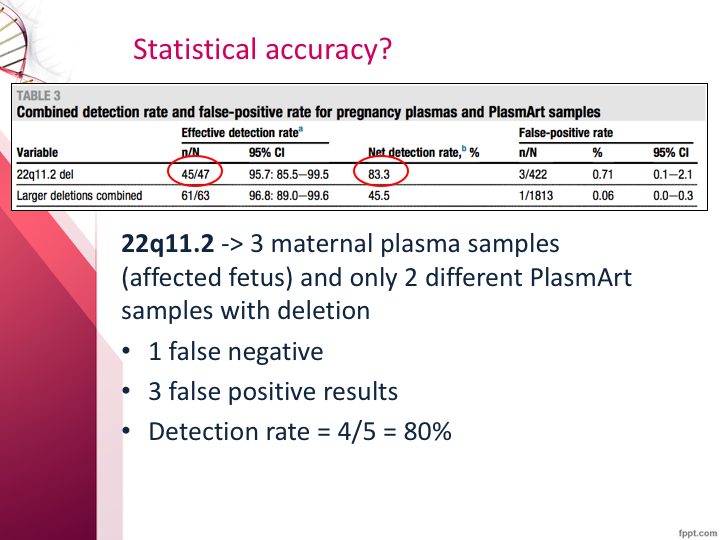 Statistical accuracy?
TABLE 3
Combined detection rate and false-positive rate for pregnancy plasmas and PlasmArt samples
Effective detection rateᵃ False-positive rate
Variable n/N 95% CI Net detection rate,ᵇ % n/N % 95% CI
22q11.2 del 45/47 95.7: 85.5–99.5 83.3 3/422 0.71 0.1–2.1
Larger deletions combined 61/63 96.8: 89.0–99.6 45.5 1/1813 0.06 0.0–0.3
22q11.2 -> 3 maternal plasma samples
(affected fetus) and only 2 different PlasmArt
samples with deletion
• 1 false negative
• 3 false positive results
• Detection rate = 4/5 = 80%
fppt.com